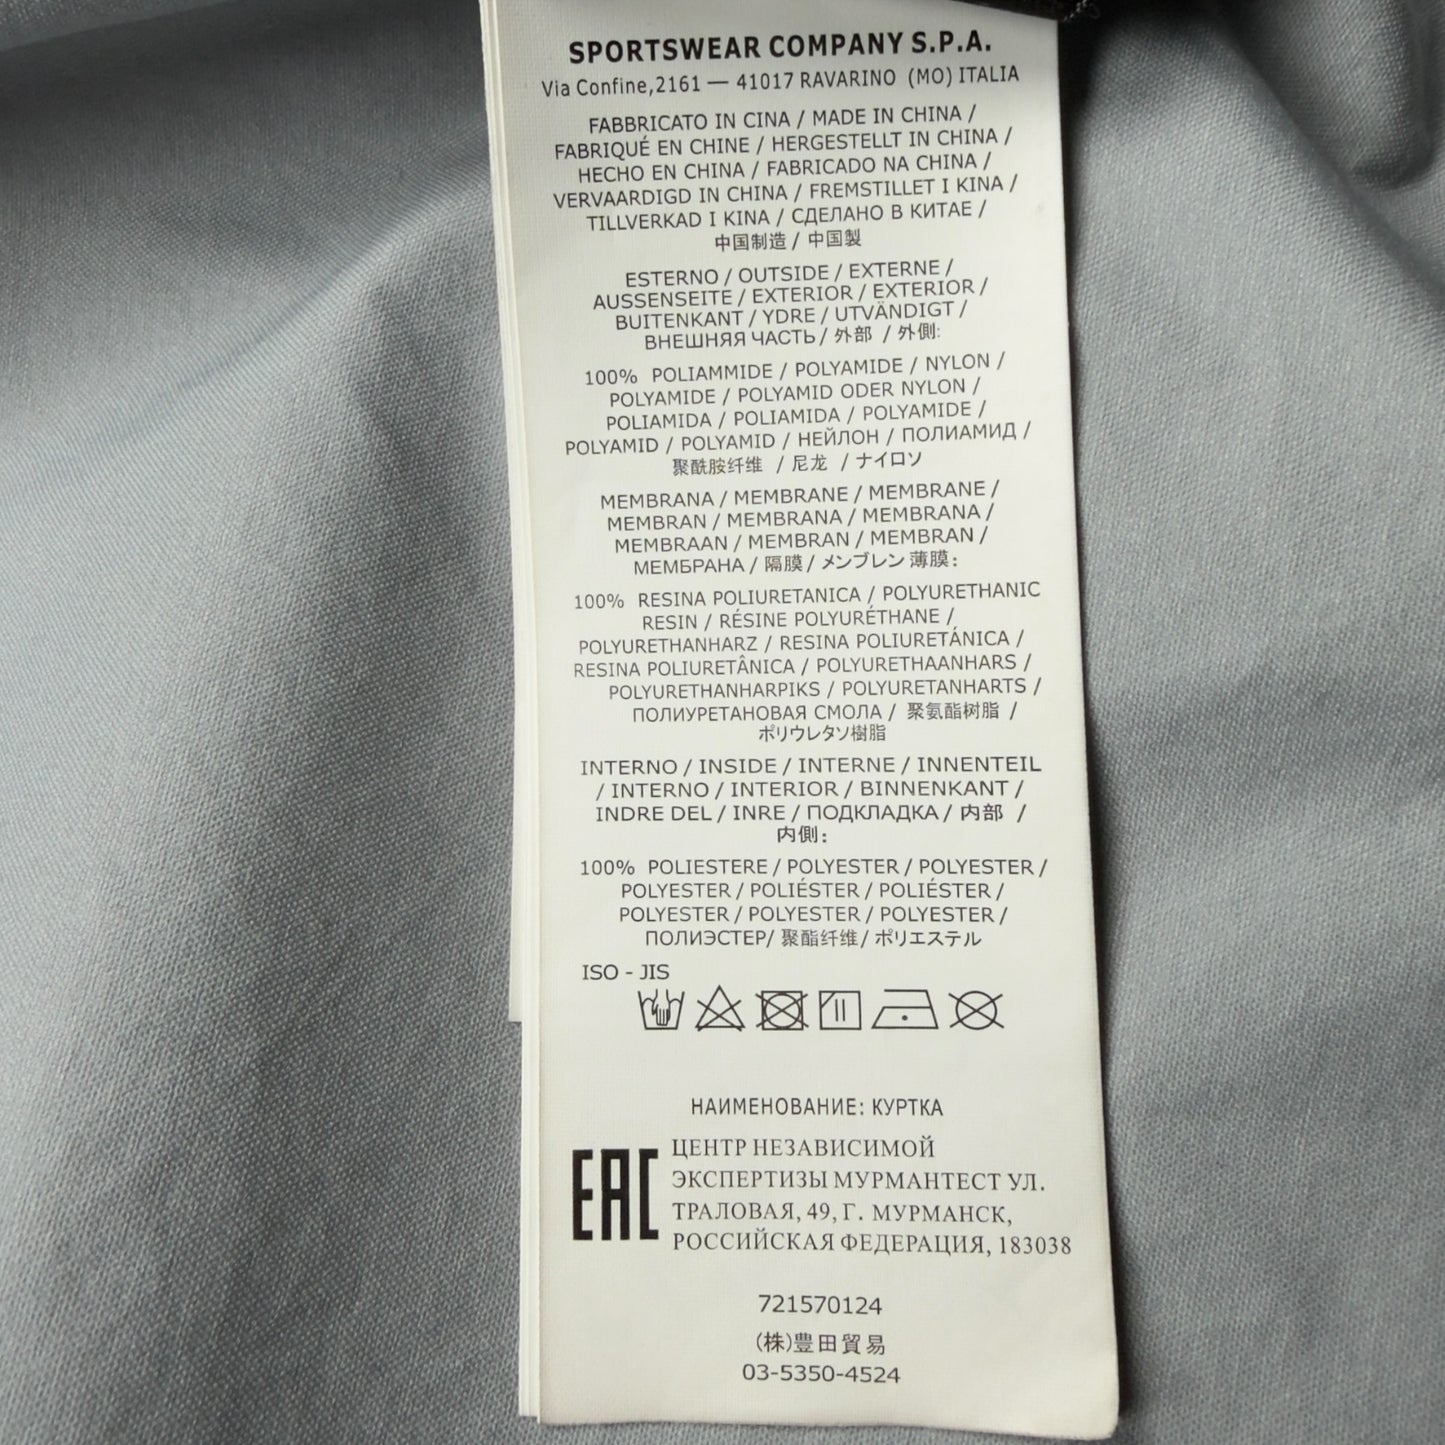 SPORTSWEAR COMPANY S.P.A.
Via Confine,2161 — 41017 RAVARINO (MO) ITALIA
FABBRICATO IN CINA / MADE IN CHINA /
FABRIQUÉ EN CHINE / HERGESTELLT IN CHINA /
HECHO EN CHINA / FABRICADO NA CHINA /
VERVAARDIGD IN CHINA / FREMSTILLET I KINA /
TILLVERKAD I KINA / СДЕЛАНО В КИТАЕ /
中国制造 / 中国製
ESTERNO / OUTSIDE / EXTERNE /
AUSSENSEITE / EXTERIOR / EXTERIOR /
BUITENKANT / YDRE / UTVÄNDIGT /
ВНЕШНЯЯ ЧАСТЬ / 外部 / 外側:
100% POLIAMMIDE / POLYAMIDE / NYLON /
POLYAMIDE / POLYAMID ODER NYLON /
POLIAMIDA / POLIAMIDA / POLYAMIDE /
POLYAMID / POLYAMID / НЕЙЛОН / ПОЛИАМИД /
聚酰胺纤维 / 尼龙 / ナイロソ
MEMBRANA / MEMBRANE / MEMBRANE /
MEMBRAN / MEMBRANA / MEMBRANA /
MEMBRAAN / MEMBRAN / MEMBRAN /
МЕМБРАНА / 隔膜 / メンブレン 薄膜:
100% RESINA POLIURETANICA / POLYURETHANIC
RESIN / RÉSINE POLYURÉTHANE /
POLYURETHANHARZ / RESINA POLIURETÁNICA /
RESINA POLIURETÂNICA / POLYURETHAANHARS /
POLYURETHANHARPIKS / POLYURETANHARTS /
ПОЛИУРЕТАНОВАЯ СМОЛА / 聚氨酯树脂 /
ポリウレタソ樹脂
INTERNO / INSIDE / INTERNE / INNENTEIL
/ INTERNO / INTERIOR / BINNENKANT /
INDRE DEL / INRE / ПОДКЛАДКА / 内部 /
内側:
100% POLIESTERE / POLYESTER / POLYESTER /
POLYESTER / POLIÉSTER / POLIÉSTER /
POLYESTER / POLYESTER / POLYESTER /
ПОЛИЭСТЕР/ 聚酯纤维/ ポリエステル
ISO - JIS
НАИМЕНОВАНИЕ: КУРТКА
EAC
ЦЕНТР НЕЗАВИСИМОЙ
ЭКСПЕРТИЗЫ МУРМАНТЕСТ УЛ.
ТРАЛОВАЯ, 49, Г. МУРМАНСК,
РОССИЙСКАЯ ФЕДЕРАЦИЯ, 183038
721570124
(株)豊田貿易
03-5350-4524